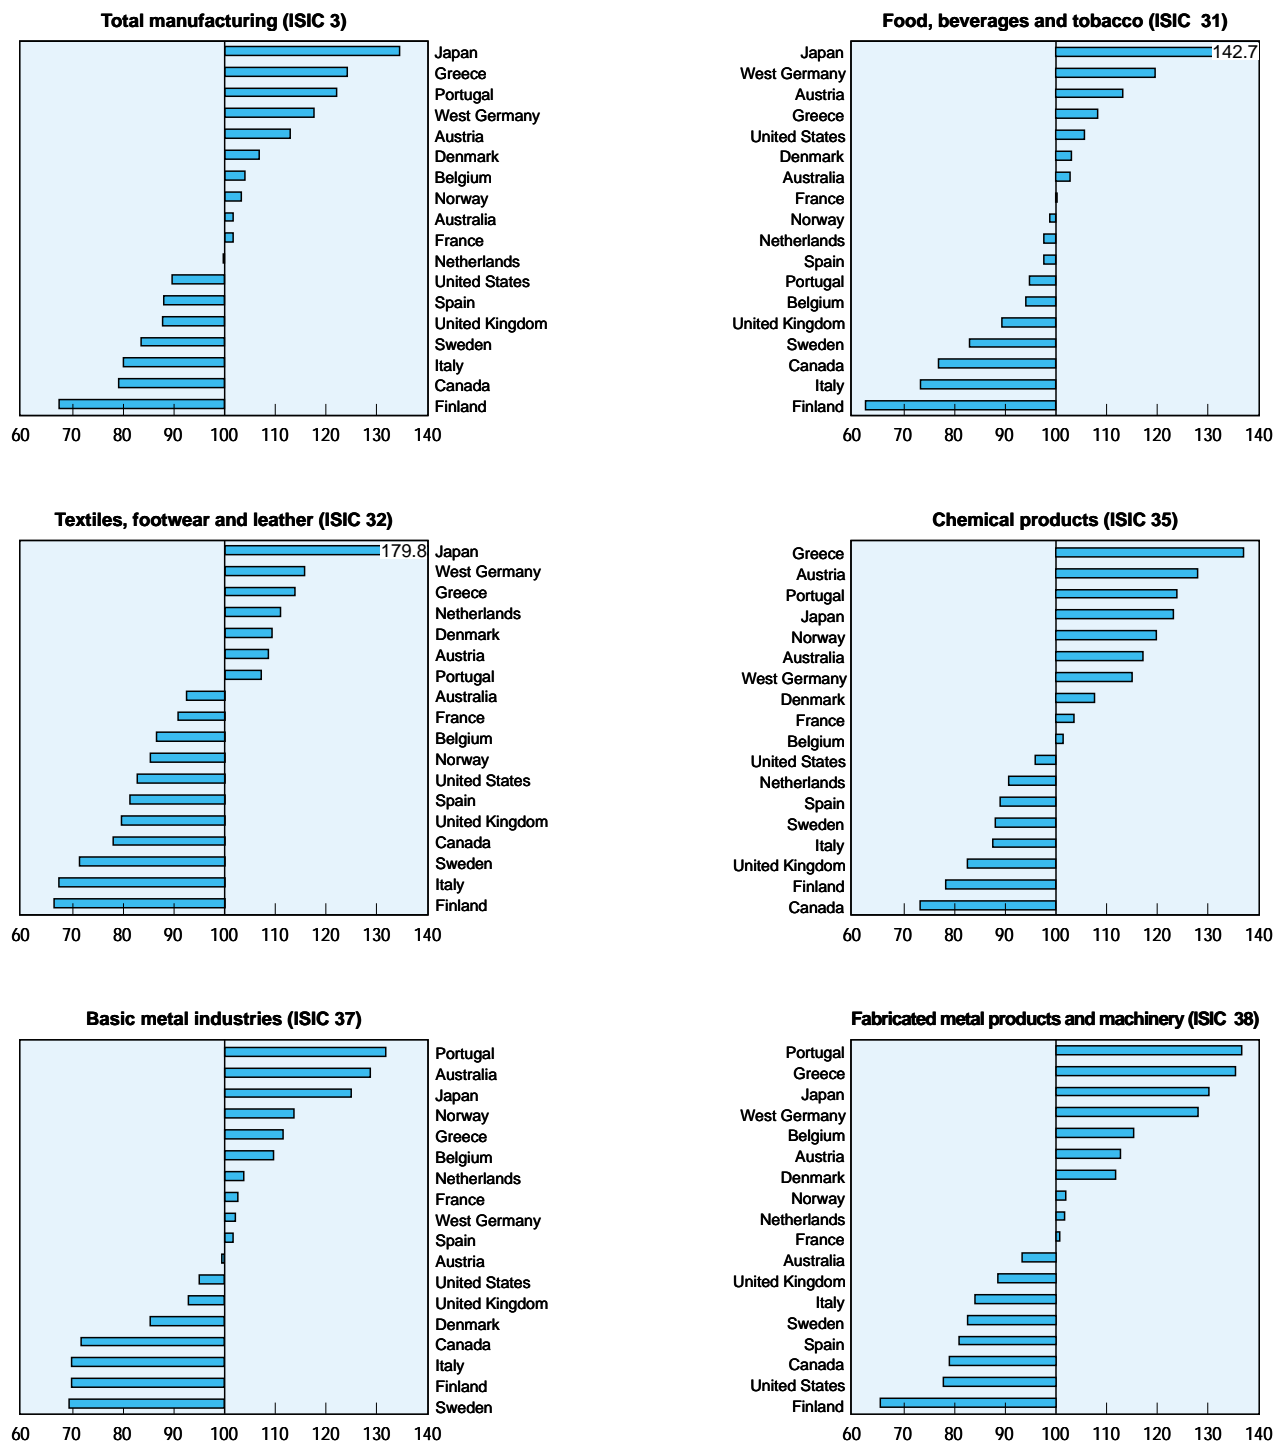 Total manufacturing (ISIC 3)
Japan
Greece
Portugal
West Germany
Austria
Denmark
Belgium
Norway
Australia
France
Netherlands
United States
Spain
United Kingdom
Sweden
Italy
Canada
Finland
60 70 80 90 100 110 120 130 140
Food, beverages and tobacco (ISIC 31)
Japan 142.7
West Germany
Austria
Greece
United States
Denmark
Australia
France
Norway
Netherlands
Spain
Portugal
Belgium
United Kingdom
Sweden
Canada
Italy
Finland
60 70 80 90 100 110 120 130 140
Textiles, footwear and leather (ISIC 32)
179.8 Japan
West Germany
Greece
Netherlands
Denmark
Austria
Portugal
Australia
France
Belgium
Norway
United States
Spain
United Kingdom
Canada
Sweden
Italy
Finland
60 70 80 90 100 110 120 130 140
Chemical products (ISIC 35)
Greece
Austria
Portugal
Japan
Norway
Australia
West Germany
Denmark
France
Belgium
United States
Netherlands
Spain
Sweden
Italy
United Kingdom
Finland
Canada
60 70 80 90 100 110 120 130 140
Basic metal industries (ISIC 37)
Portugal
Australia
Japan
Norway
Greece
Belgium
Netherlands
France
West Germany
Spain
Austria
United States
United Kingdom
Denmark
Canada
Italy
Finland
Sweden
60 70 80 90 100 110 120 130 140
Fabricated metal products and machinery (ISIC 38)
Portugal
Greece
Japan
West Germany
Belgium
Austria
Denmark
Norway
Netherlands
France
Australia
United Kingdom
Italy
Sweden
Spain
Canada
United States
Finland
60 70 80 90 100 110 120 130 140